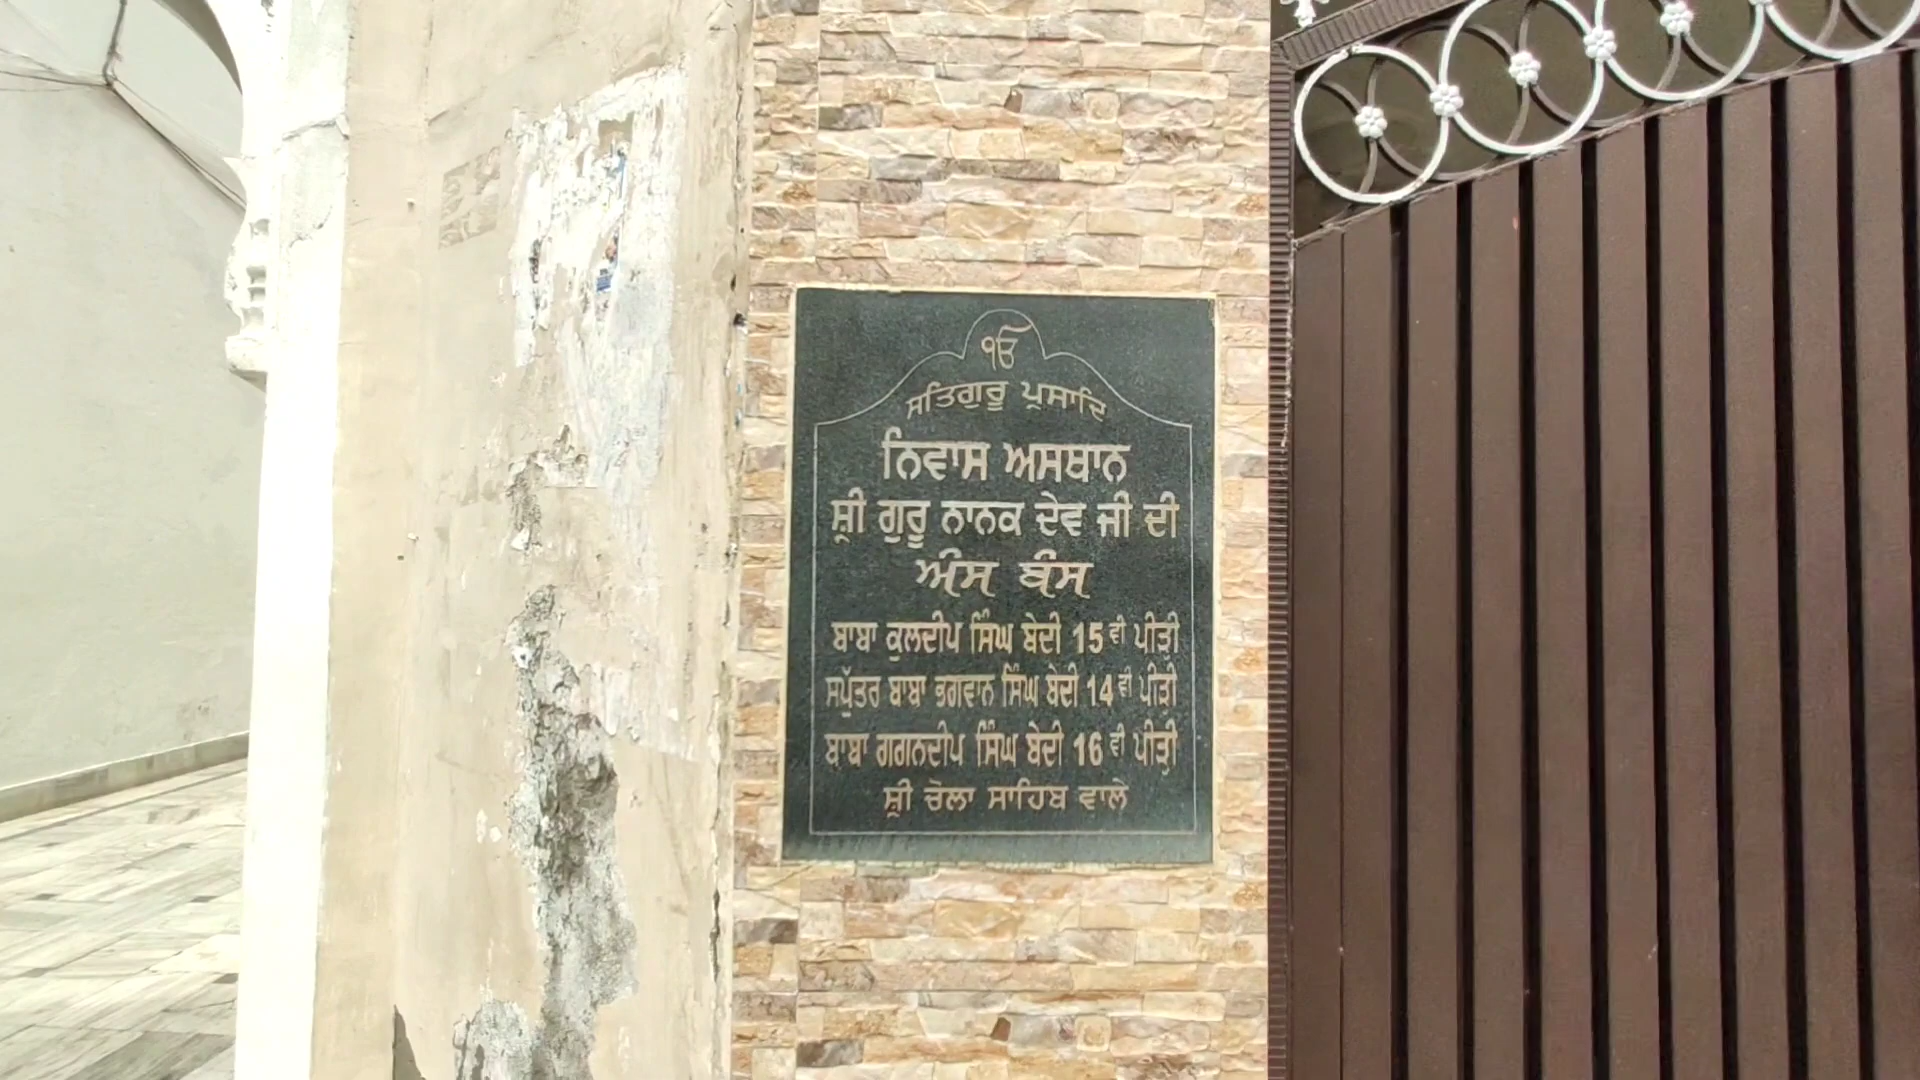 ੴ
ਸਤਿਗੁਰੂ ਪ੍ਰਸਾਦਿ
ਨਿਵਾਸ ਅਸਥਾਨ
ਸ਼੍ਰੀ ਗੁਰੂ ਨਾਨਕ ਦੇਵ ਜੀ ਦੀ
ਅੰਸ ਬੰਸ
ਬਾਬਾ ਕੁਲਦੀਪ ਸਿੰਘ ਬੇਦੀ 15 ਵੀਂ ਪੀੜੀ
ਸਪੁੱਤਰ ਬਾਬਾ ਭਗਵਾਨ ਸਿੰਘ ਬੇਦੀ 14 ਵੀਂ ਪੀੜੀ
ਬਾਬਾ ਗਗਨਦੀਪ ਸਿੰਘ ਬੇਦੀ 16 ਵੀਂ ਪੀੜੀ
ਸ਼੍ਰੀ ਚੋਲਾ ਸਾਹਿਬ ਵਾਲੇ